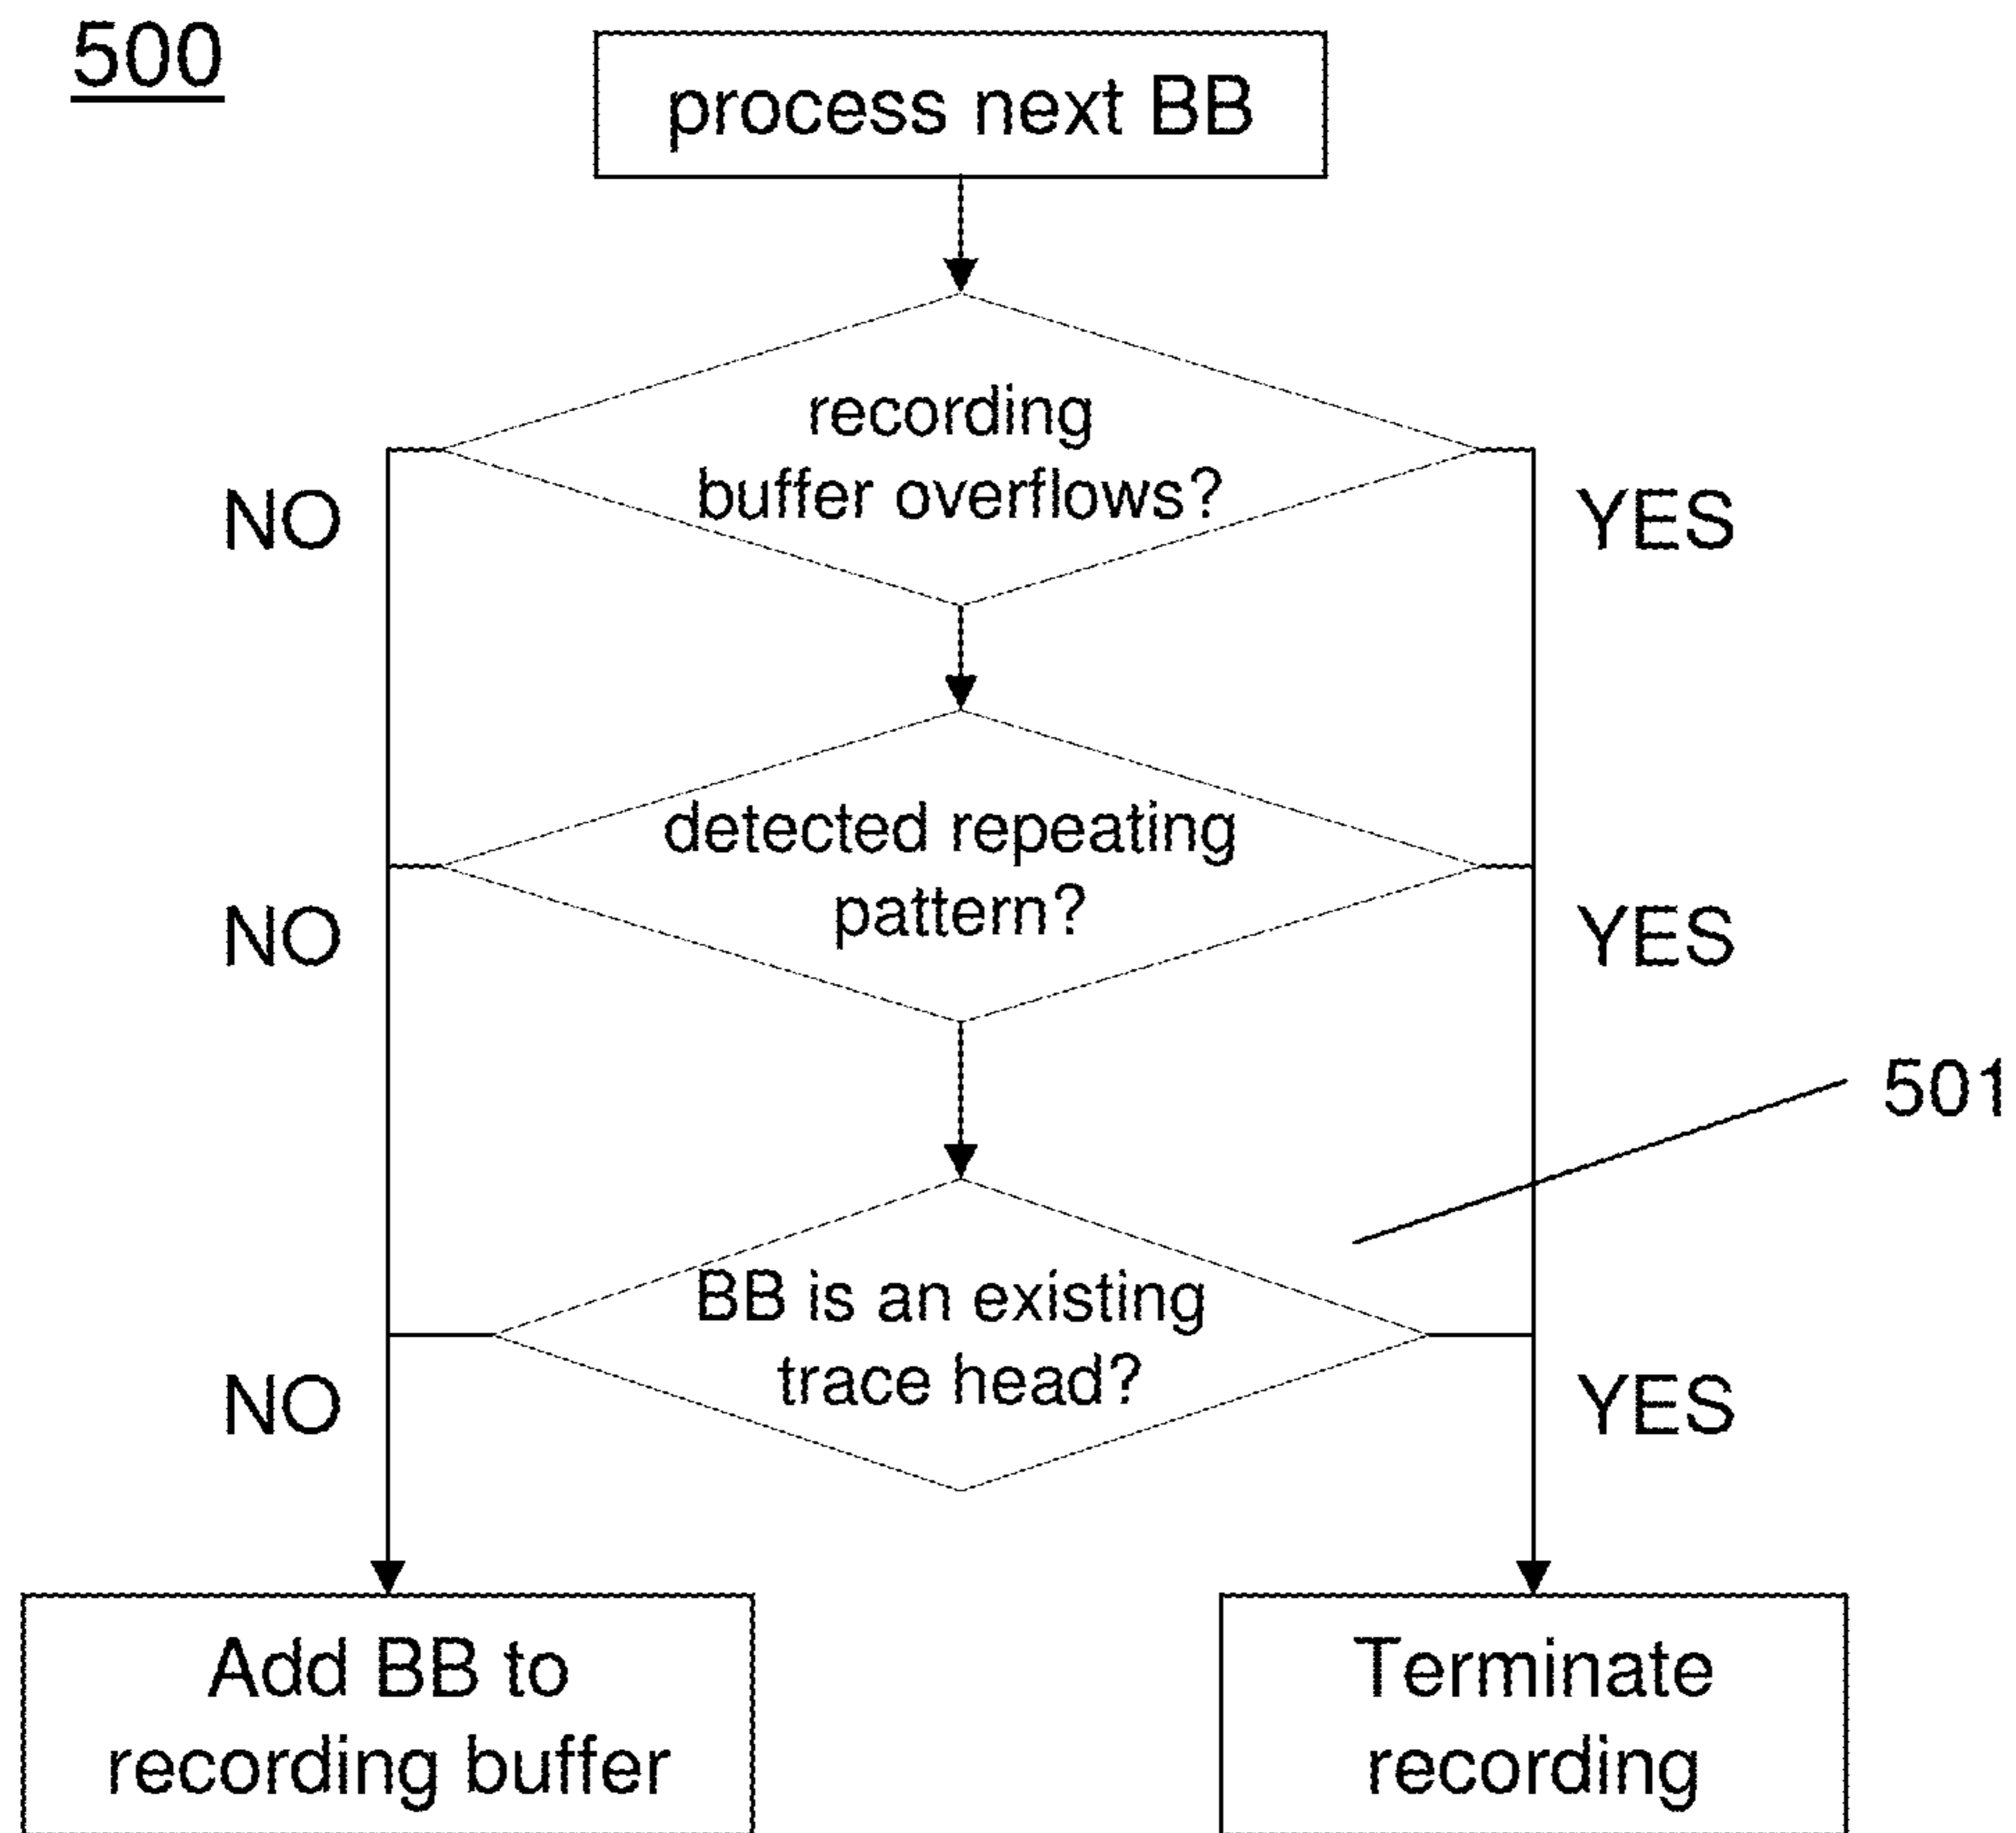 500
process next BB
recording
buffer overflows?
NO
YES
detected repeating
pattern?
NO
YES
501
BB is an existing
trace head?
NO
YES
Add BB to
recording buffer
Terminate
recording